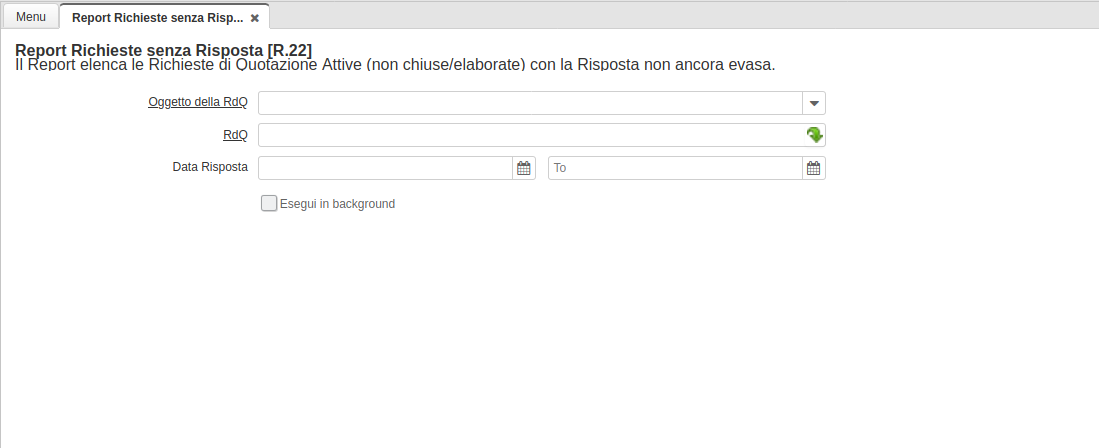 Menu
Report Richieste senza Risp...
Report Richieste senza Risposta [R.22]
Il Report elenca le Richieste di Quotazione Attive (non chiuse/elaborate) con la Risposta non ancora evasa.
Oggetto della RdQ
RdQ
Data Risposta
To
Esegui in background